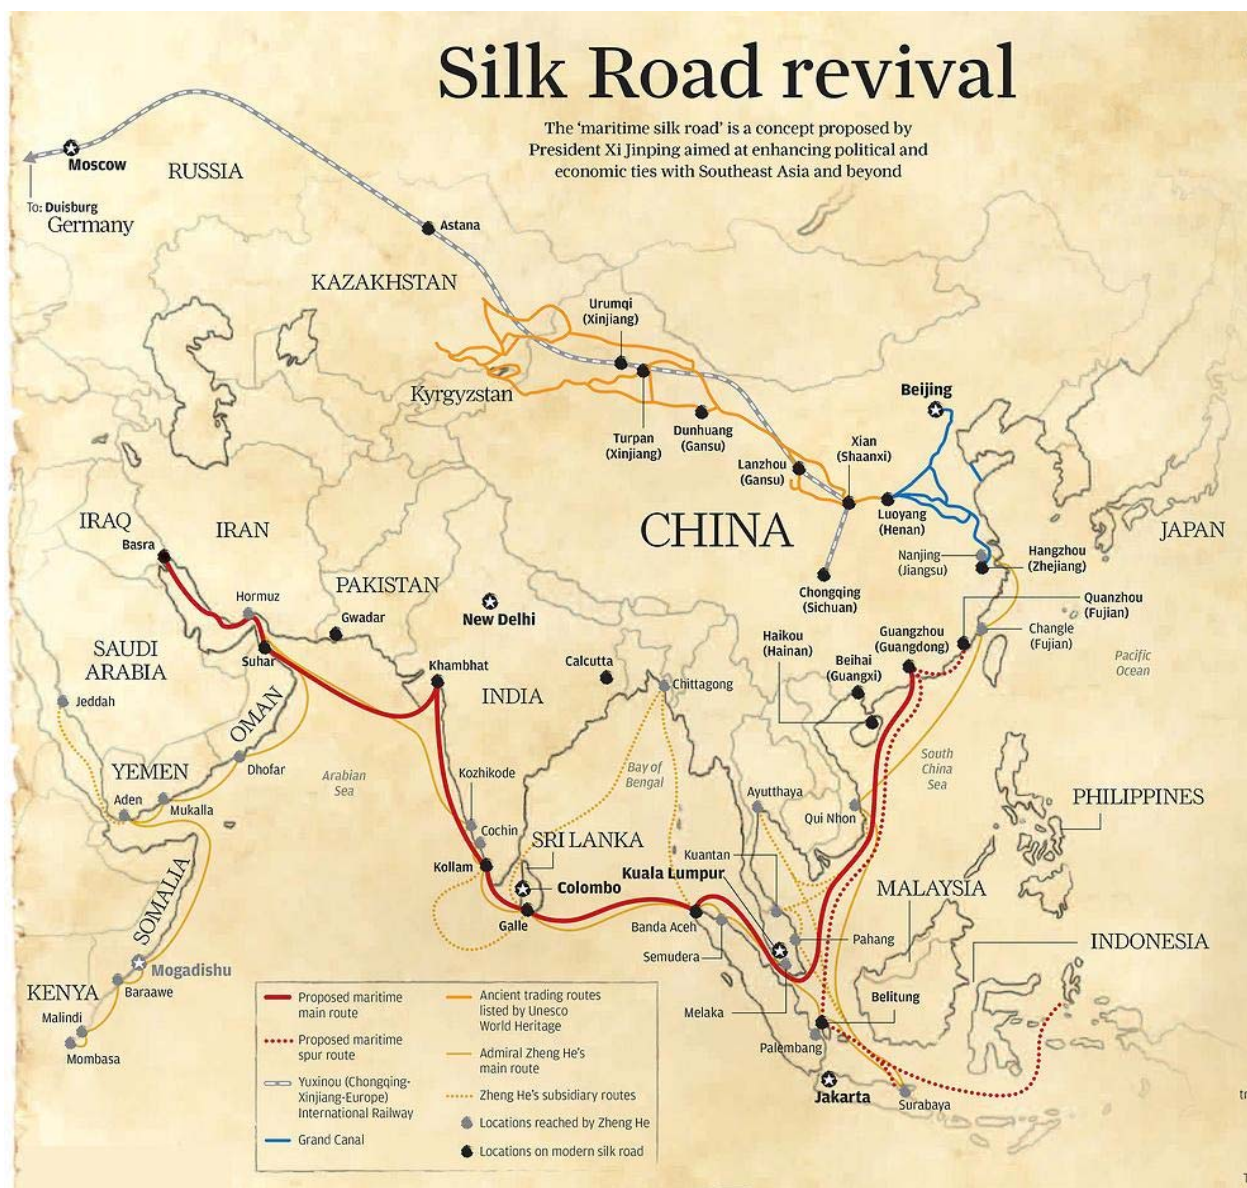 Silk Road revival
The ‘maritime silk road’ is a concept proposed by
President Xi Jinping aimed at enhancing political and
economic ties with Southeast Asia and beyond
Moscow
RUSSIA
To: Duisburg
Germany
Astana
KAZAKHSTAN
Urumqi
(Xinjiang)
Kyrgyzstan
Beijing
Turpan
(Xinjiang)
Dunhuang
(Gansu)
Xian
(Shaanxi)
Lanzhou
(Gansu)
IRAQ
Basra
IRAN
CHINA
Luoyang
(Henan)
JAPAN
Nanjing
(Jiangsu)
Hangzhou
(Zhejiang)
PAKISTAN
Chongqing
(Sichuan)
Hormuz
Gwadar
New Delhi
Quanzhou
(Fujian)
Changle
(Fujian)
Haikou
(Hainan)
Guangzhou
(Guangdong)
Beihai
(Guangxi)
Pacific
Ocean
SAUDI
ARABIA
Suhar
Khambhat
Calcutta
Chittagong
INDIA
Jeddah
OMAN
YEMEN
Dhofar
Arabian
Sea
Bay of
Bengal
South
China
Sea
Aden
Mukalla
Kozhikode
Cochin
Ayutthaya
Qui Nhon
PHILIPPINES
SRI LANKA
Kollam
Colombo
Kuantan
Kuala Lumpur
MALAYSIA
SOMALIA
Galle
Banda Aceh
Semudera
Pahang
INDONESIA
Mogadishu
Baraawe
KENYA
Malindi
Mombasa
Melaka
Belitung
Palembang
Jakarta
Surabaya
Proposed maritime
main route
Proposed maritime
spur route
Yuxinou (Chongqing-
Xinjiang-Europe)
International Railway
Grand Canal
Ancient trading routes
listed by Unesco
World Heritage
Admiral Zheng He’s
main route
Zheng He’s subsidiary routes
Locations reached by Zheng He
Locations on modern silk road